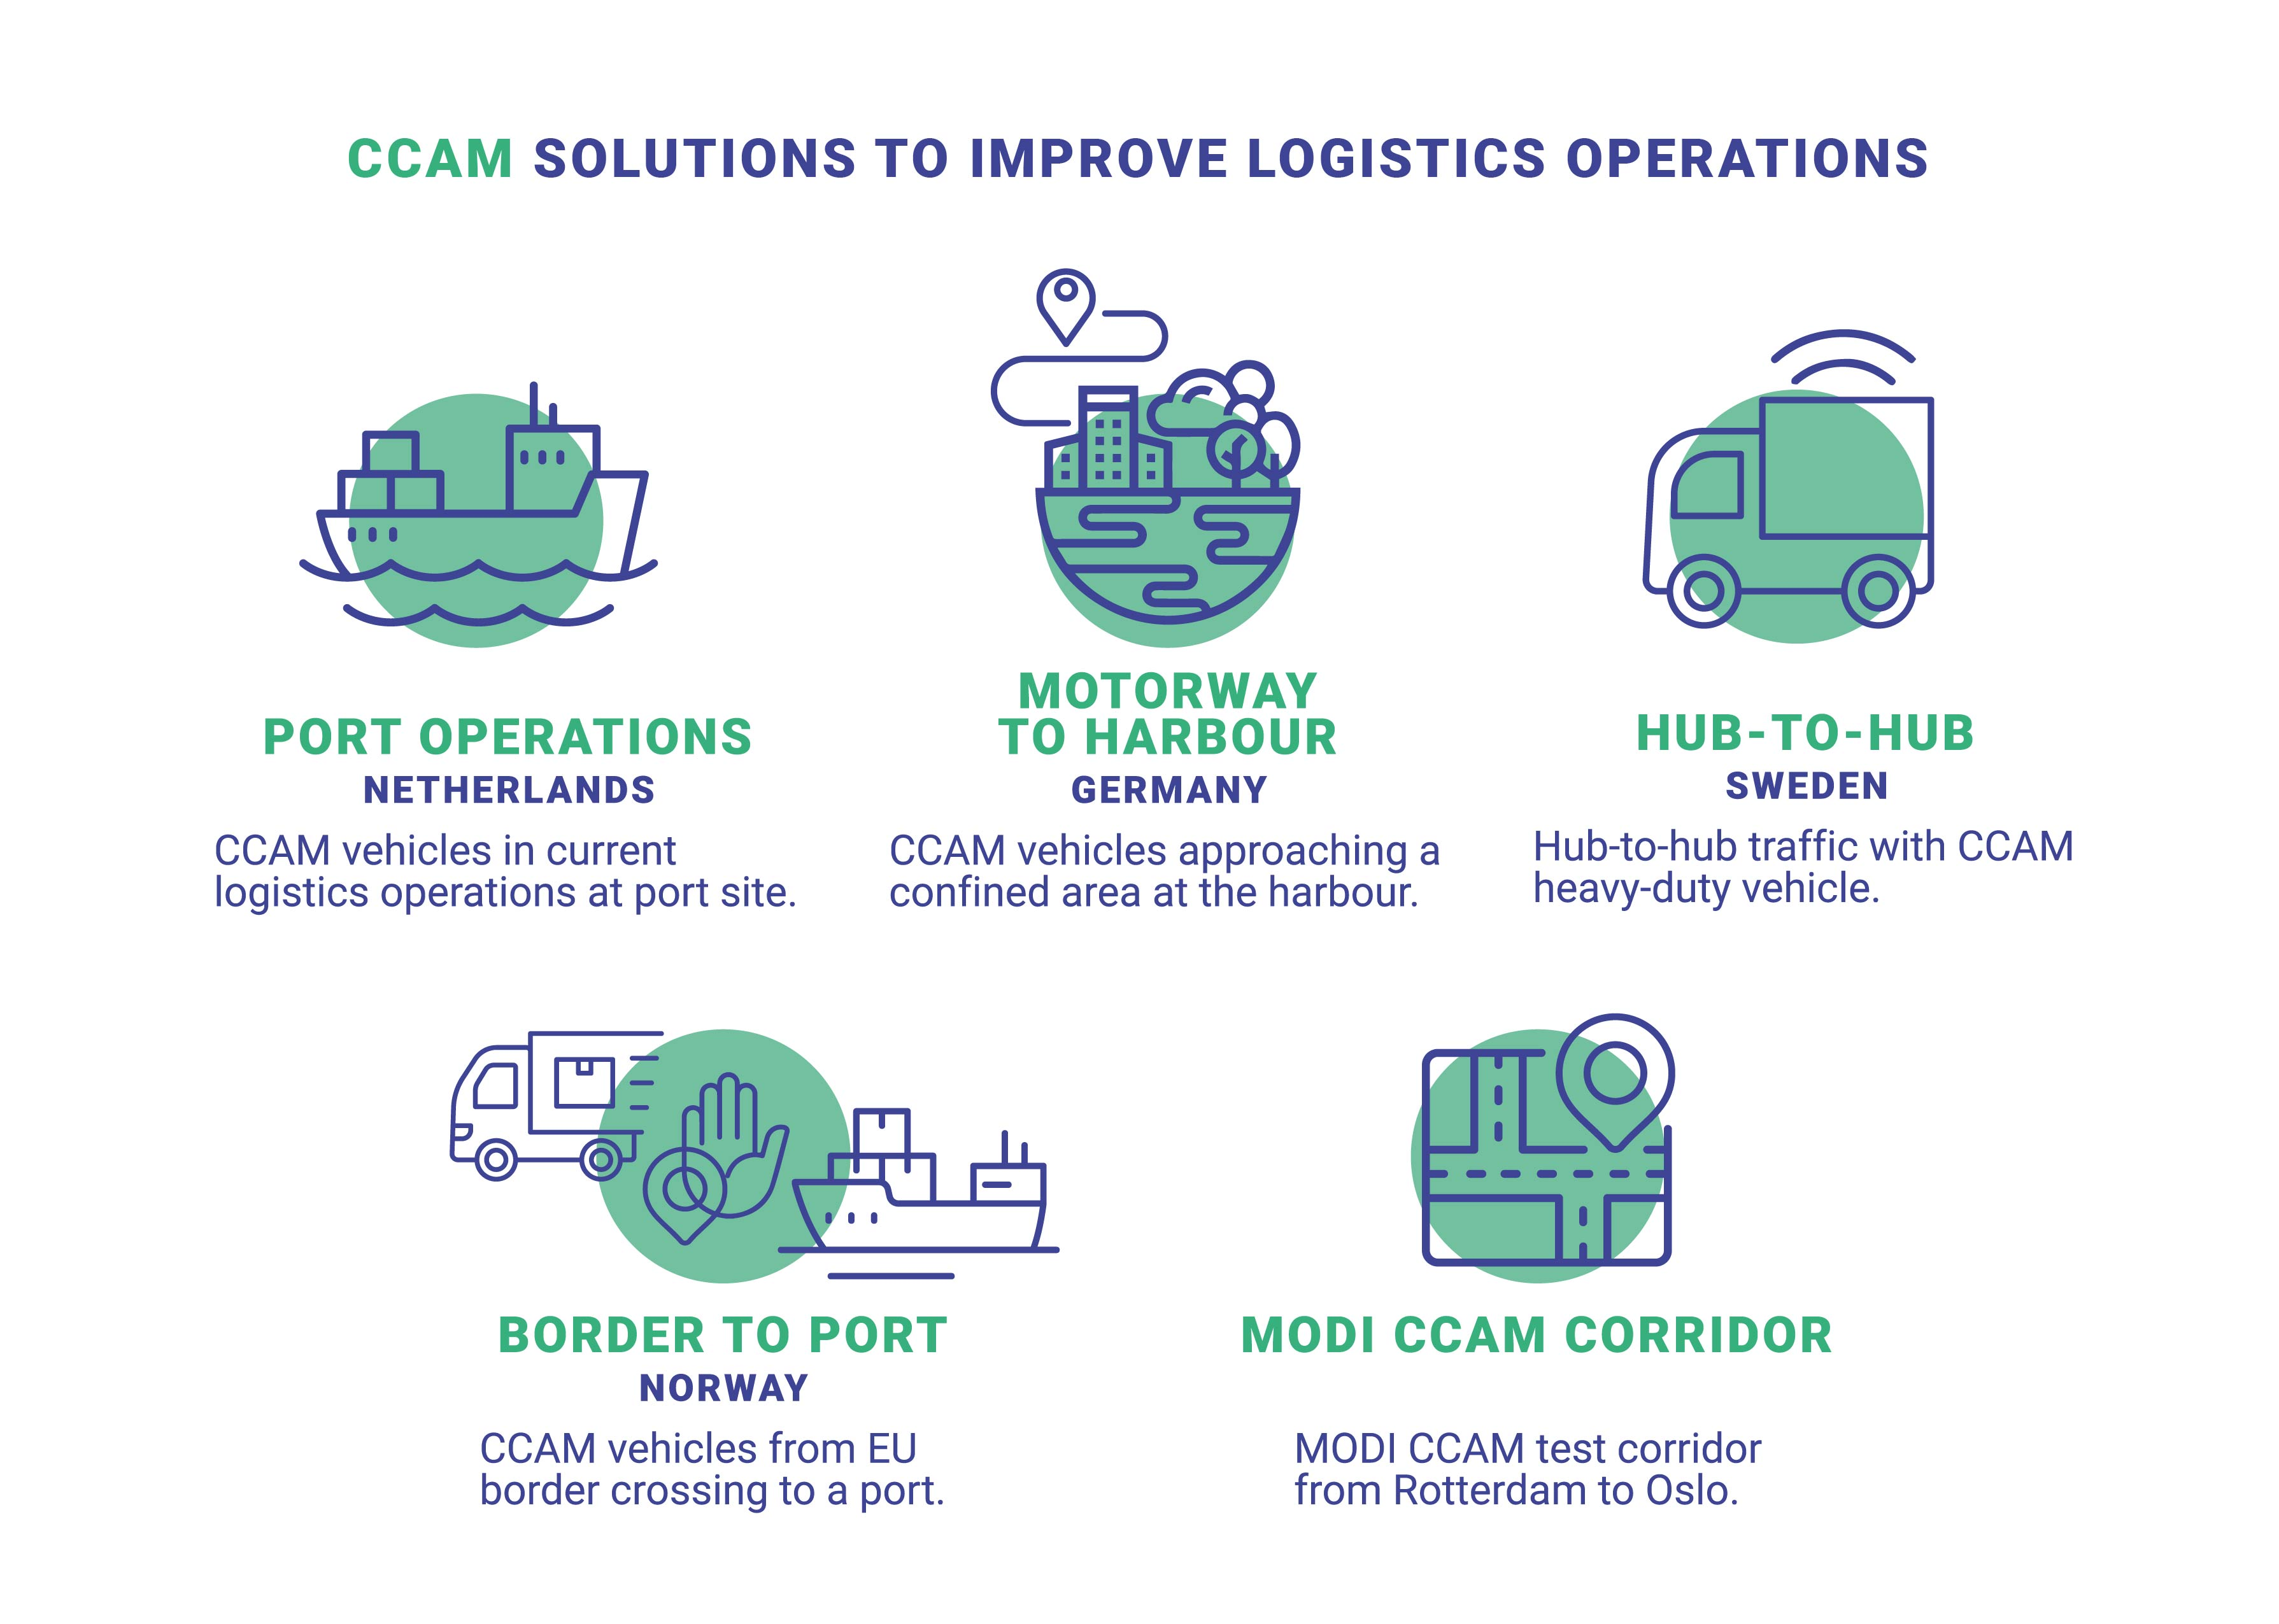 CCAM SOLUTIONS TO IMPROVE LOGISTICS OPERATIONS
PORT OPERATIONS
NETHERLANDS
CCAM vehicles in current
logistics operations at port site.
MOTORWAY
TO HARBOUR
GERMANY
CCAM vehicles approaching a
confined area at the harbour.
HUB-TO-HUB
SWEDEN
Hub-to-hub traffic with CCAM
heavy-duty vehicle.
BORDER TO PORT
NORWAY
CCAM vehicles from EU
border crossing to a port.
MODI CCAM CORRIDOR
MODI CCAM test corridor
from Rotterdam to Oslo.